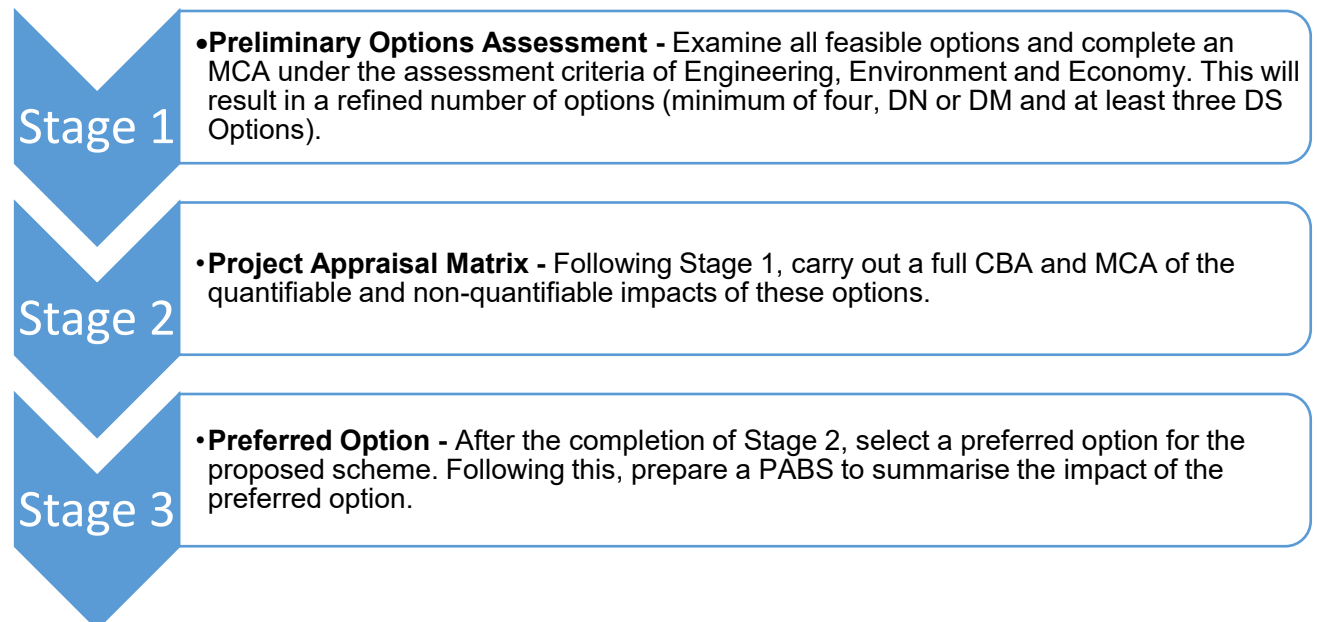 Stage 1
•Preliminary Options Assessment - Examine all feasible options and complete an
MCA under the assessment criteria of Engineering, Environment and Economy. This will
result in a refined number of options (minimum of four, DN or DM and at least three DS
Options).
Stage 2
•Project Appraisal Matrix - Following Stage 1, carry out a full CBA and MCA of the
quantifiable and non-quantifiable impacts of these options.
Stage 3
•Preferred Option - After the completion of Stage 2, select a preferred option for the
proposed scheme. Following this, prepare a PABS to summarise the impact of the
preferred option.